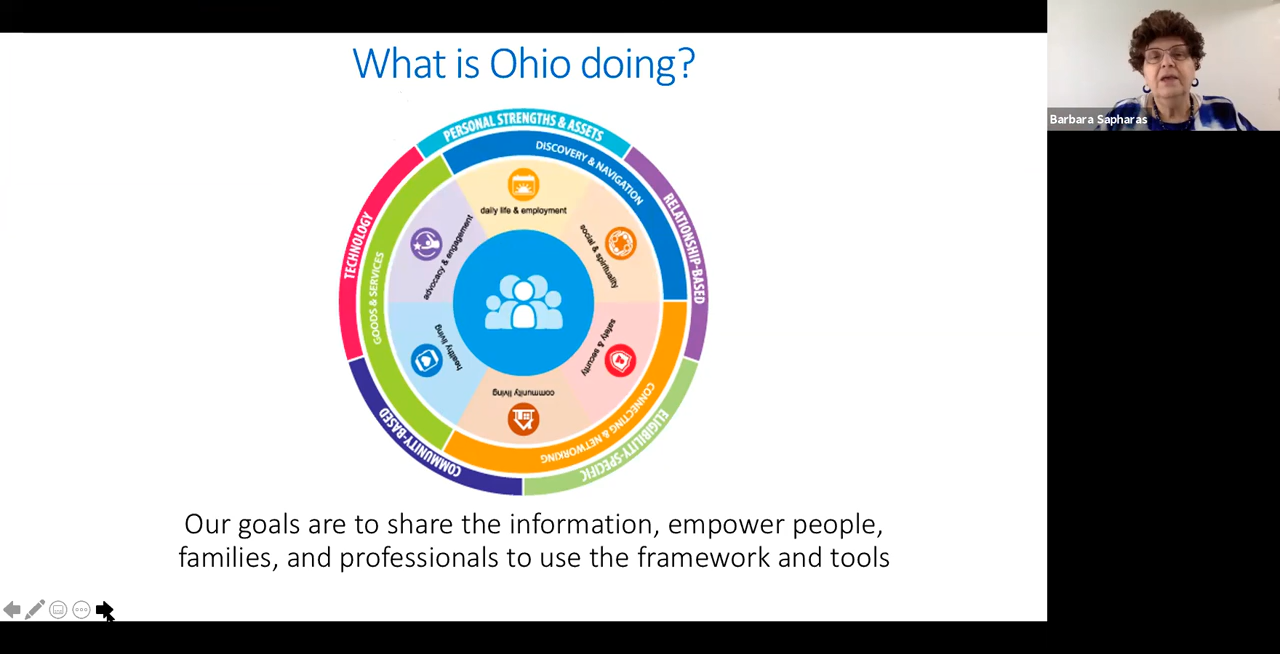 What is Ohio doing?
Barbara Sapharas
PERSONAL STRENGTHS & ASSETS
DISCOVERY & NAVIGATION
RELATIONSHIP-BASED
TECHNOLOGY
GOODS & SERVICES
daily life & employment
social & spirituality
advocacy & engagement
safety & security
healthy living
community living
CONNECTING & NETWORKING
ELIGIBILITY-SPECIFIC
COMMUNITY-BASED
Our goals are to share the information, empower people,
families, and professionals to use the framework and tools